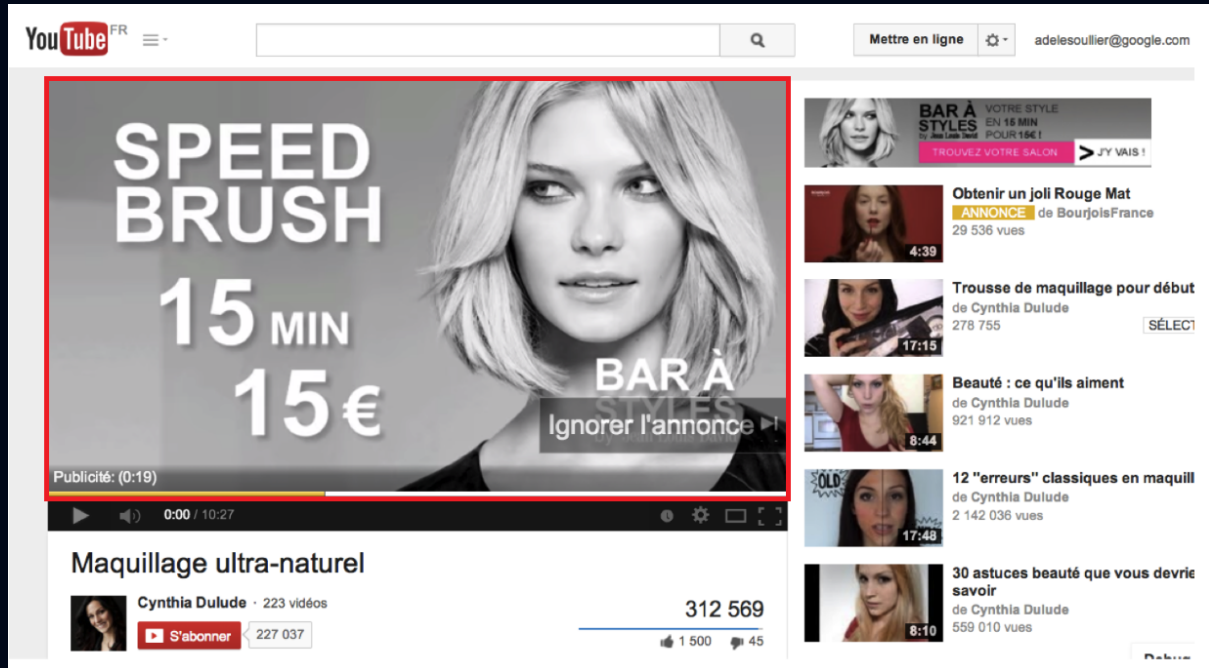 YouTube FR
Mettre en ligne
adelesoullier@google.com
SPEED
BRUSH
15 MIN
15 €
BAR À
STYLES
Ignorer l'annonce
Publicité: (0:19)
0:00 / 10:27
Maquillage ultra-naturel
Cynthia Dulude · 223 vidéos
S'abonner 227 037
312 569
1 500 45
BAR À
STYLES
by Jean Louis David
VOTRE STYLE
EN 15 MIN
POUR 15€ !
TROUVEZ VOTRE SALON > J'Y VAIS !
Obtenir un joli Rouge Mat
ANNONCE de BourjoisFrance
29 536 vues
4:39
Trousse de maquillage pour début
de Cynthia Dulude
278 755
SÉLECT
17:15
Beauté : ce qu'ils aiment
de Cynthia Dulude
921 912 vues
8:44
12 "erreurs" classiques en maquill
de Cynthia Dulude
2 142 036 vues
OLD
17:48
30 astuces beauté que vous devrie
savoir
de Cynthia Dulude
559 010 vues
8:10